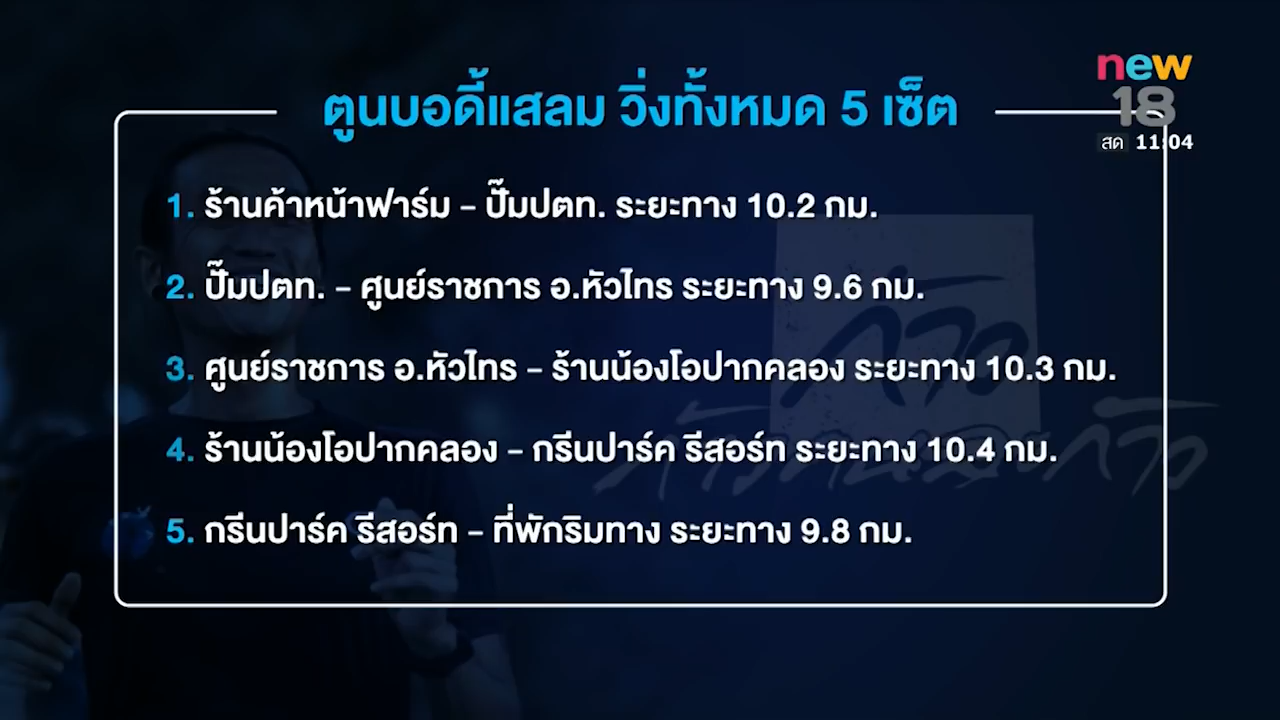 new
18
สด 11:04
ตูนบอดี้แสลม วิ่งทั้งหมด 5 เซ็ต
1. ร้านค้าหน้าฟาร์ม - ปั๊มปตท. ระยะทาง 10.2 กม.
2. ปั๊มปตท. - ศูนย์ราชการ อ.หัวไทร ระยะทาง 9.6 กม.
3. ศูนย์ราชการ อ.หัวไทร - ร้านน้องโอปากคลอง ระยะทาง 10.3 กม.
4. ร้านน้องโอปากคลอง - กรีนปาร์ค รีสอร์ท ระยะทาง 10.4 กม.
5. กรีนปาร์ค รีสอร์ท - ที่พักริมทาง ระยะทาง 9.8 กม.
ก้าว